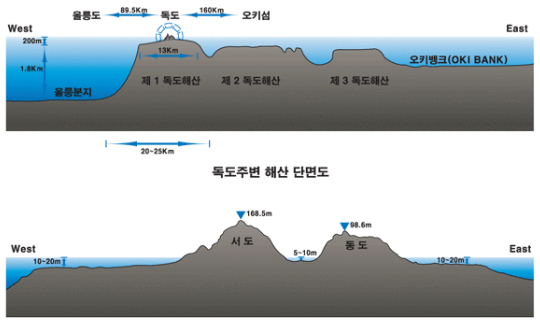 울릉도 89.5Km 독도 160Km 오키섬
West East
200m
13Km
1.8Km
오키뱅크(OKI BANK)
제 1 독도해산 제 2 독도해산 제 3 독도해산
울릉분지
20~25Km
독도주변 해산 단면도
168.5m
98.6m
West 서 도 동 도 East
10~20m 5~10m 10~20m